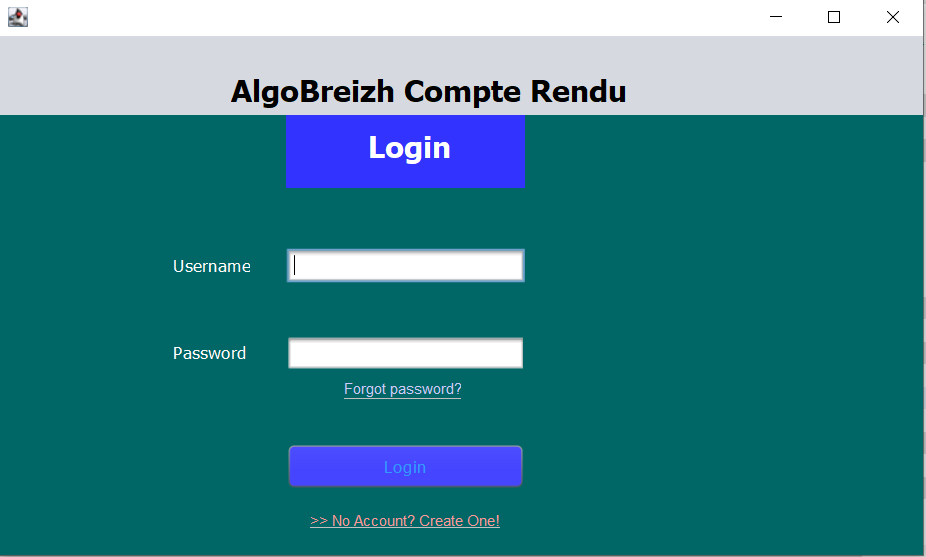 AlgoBreizh Compte Rendu
Login
Username
Password
Forgot password?
Login
>> No Account? Create One!